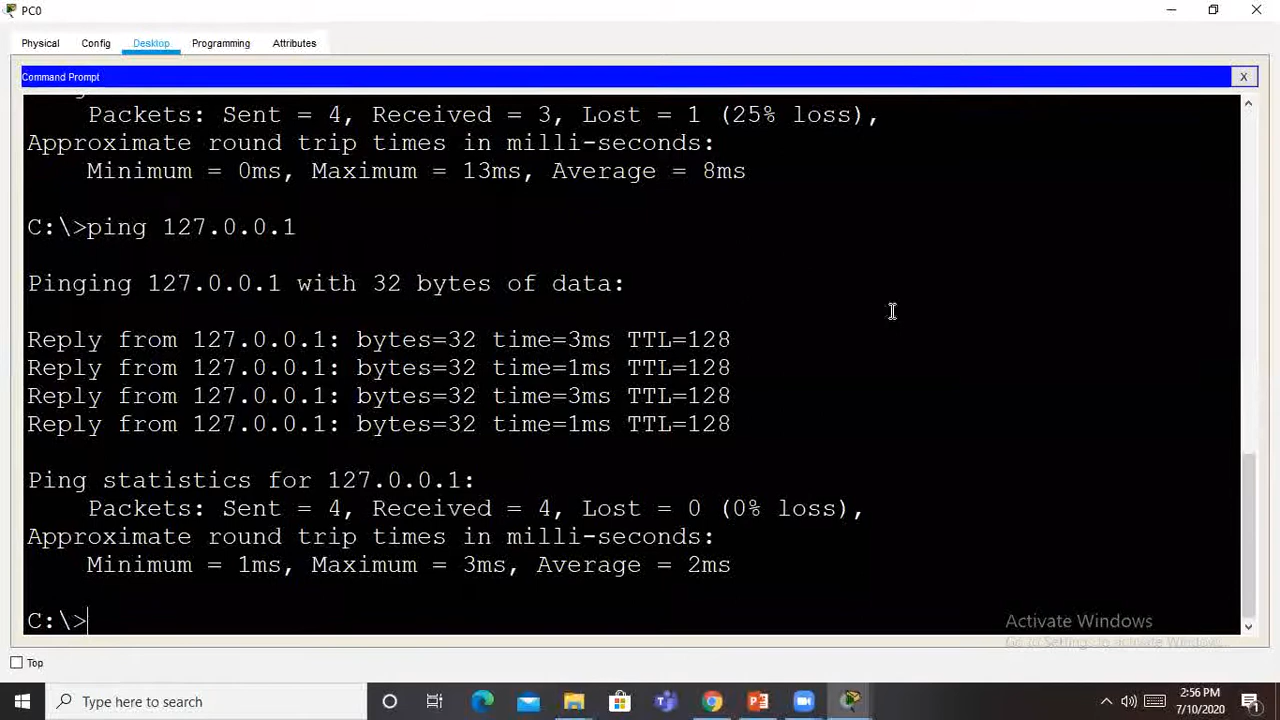 PC0
Physical Config Desktop Programming Attributes
Command Prompt X
Packets: Sent = 4, Received = 3, Lost = 1 (25% loss),
Approximate round trip times in milli-seconds:
Minimum = 0ms, Maximum = 13ms, Average = 8ms
C:\>ping 127.0.0.1
Pinging 127.0.0.1 with 32 bytes of data:
Reply from 127.0.0.1: bytes=32 time=3ms TTL=128
Reply from 127.0.0.1: bytes=32 time=1ms TTL=128
Reply from 127.0.0.1: bytes=32 time=3ms TTL=128
Reply from 127.0.0.1: bytes=32 time=1ms TTL=128
Ping statistics for 127.0.0.1:
Packets: Sent = 4, Received = 4, Lost = 0 (0% loss),
Approximate round trip times in milli-seconds:
Minimum = 1ms, Maximum = 3ms, Average = 2ms
C:\>
Activate Windows
Go to Settings to activate Windows.
Top
Type here to search
2:56 PM
7/10/2020
1